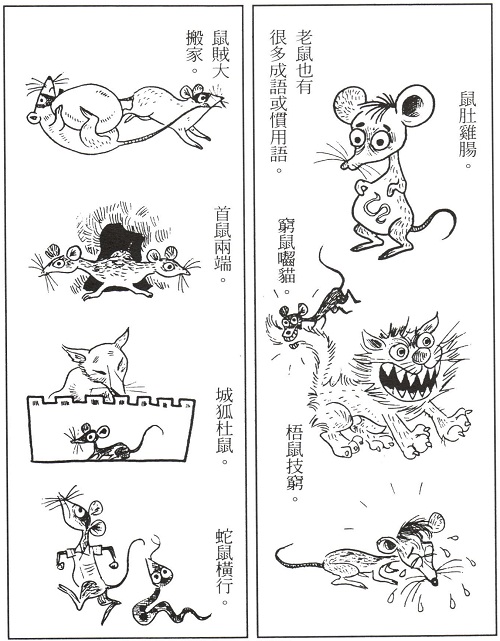 老鼠也有
很多成語或慣用語。
鼠肚雞腸。
窮鼠囓貓。
梧鼠技窮。
鼠賊大
搬家。
首鼠兩端。
城狐杜鼠。
蛇鼠橫行。